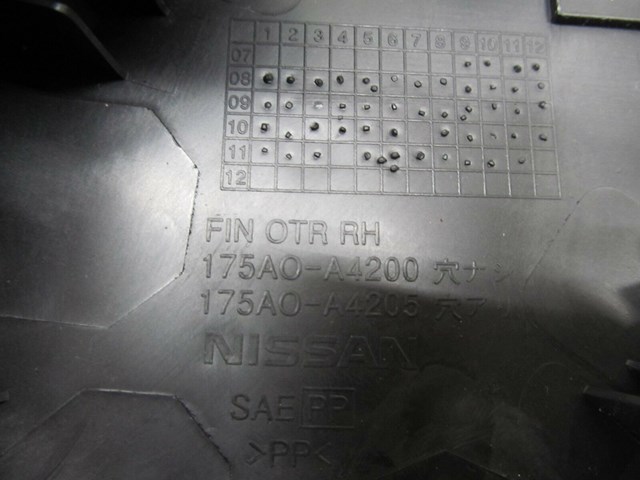 1 2 3 4 5 6 7 8 9 10 11 12
07
08
09
10
11
12
FIN OTR RH
175A0-A4200 穴ナシ
175A0-A4205 穴ア
NISSAN
SAE PP
>PP<